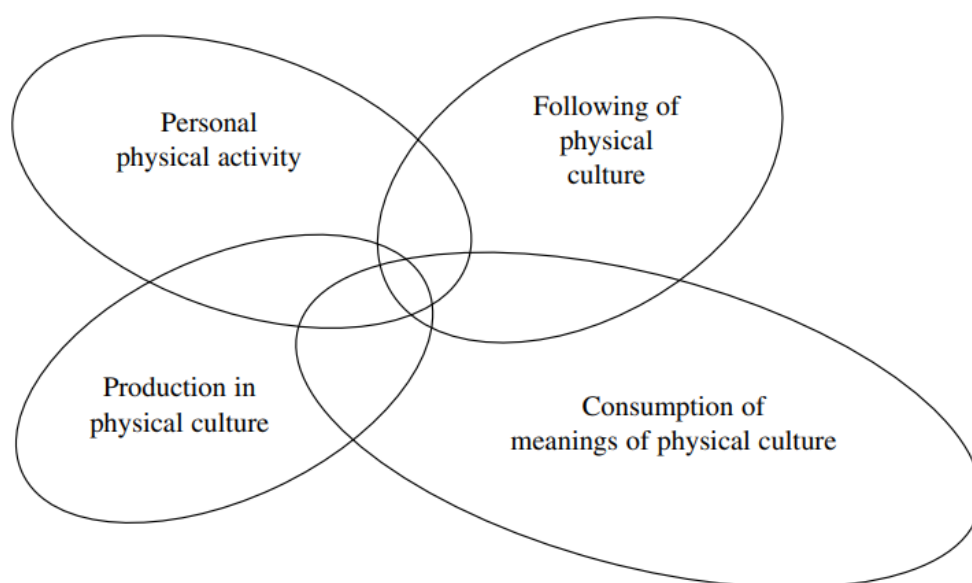 Personal
physical activity
Following of
physical
culture
Production in
physical culture
Consumption of
meanings of physical culture